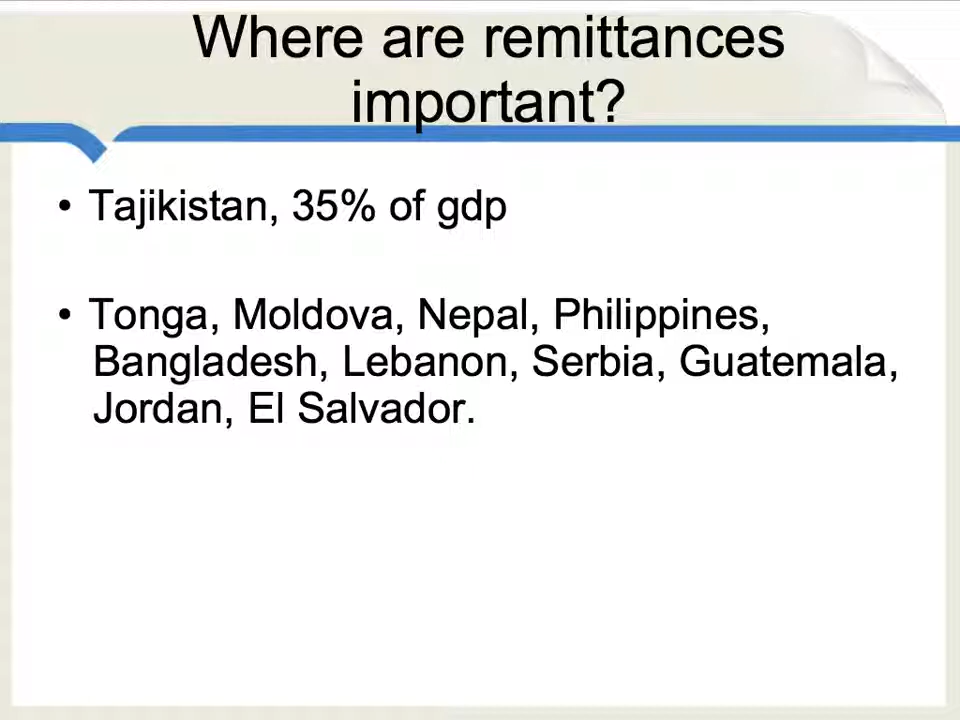 Where are remittances
important?
• Tajikistan, 35% of gdp
• Tonga, Moldova, Nepal, Philippines,
Bangladesh, Lebanon, Serbia, Guatemala,
Jordan, El Salvador.